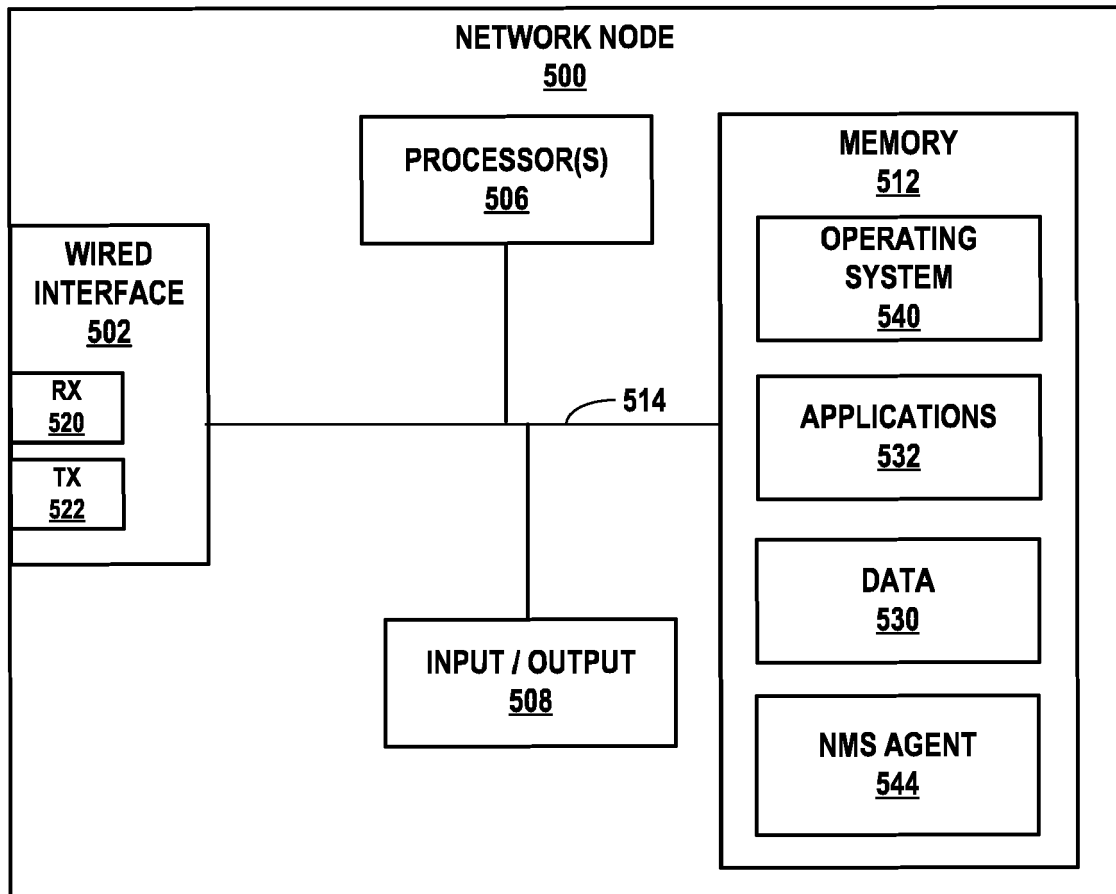 NETWORK NODE
500
PROCESSOR(S)
506
WIRED
INTERFACE
502
RX
520
TX
522
514
INPUT / OUTPUT
508
MEMORY
512
OPERATING
SYSTEM
540
APPLICATIONS
532
DATA
530
NMS AGENT
544